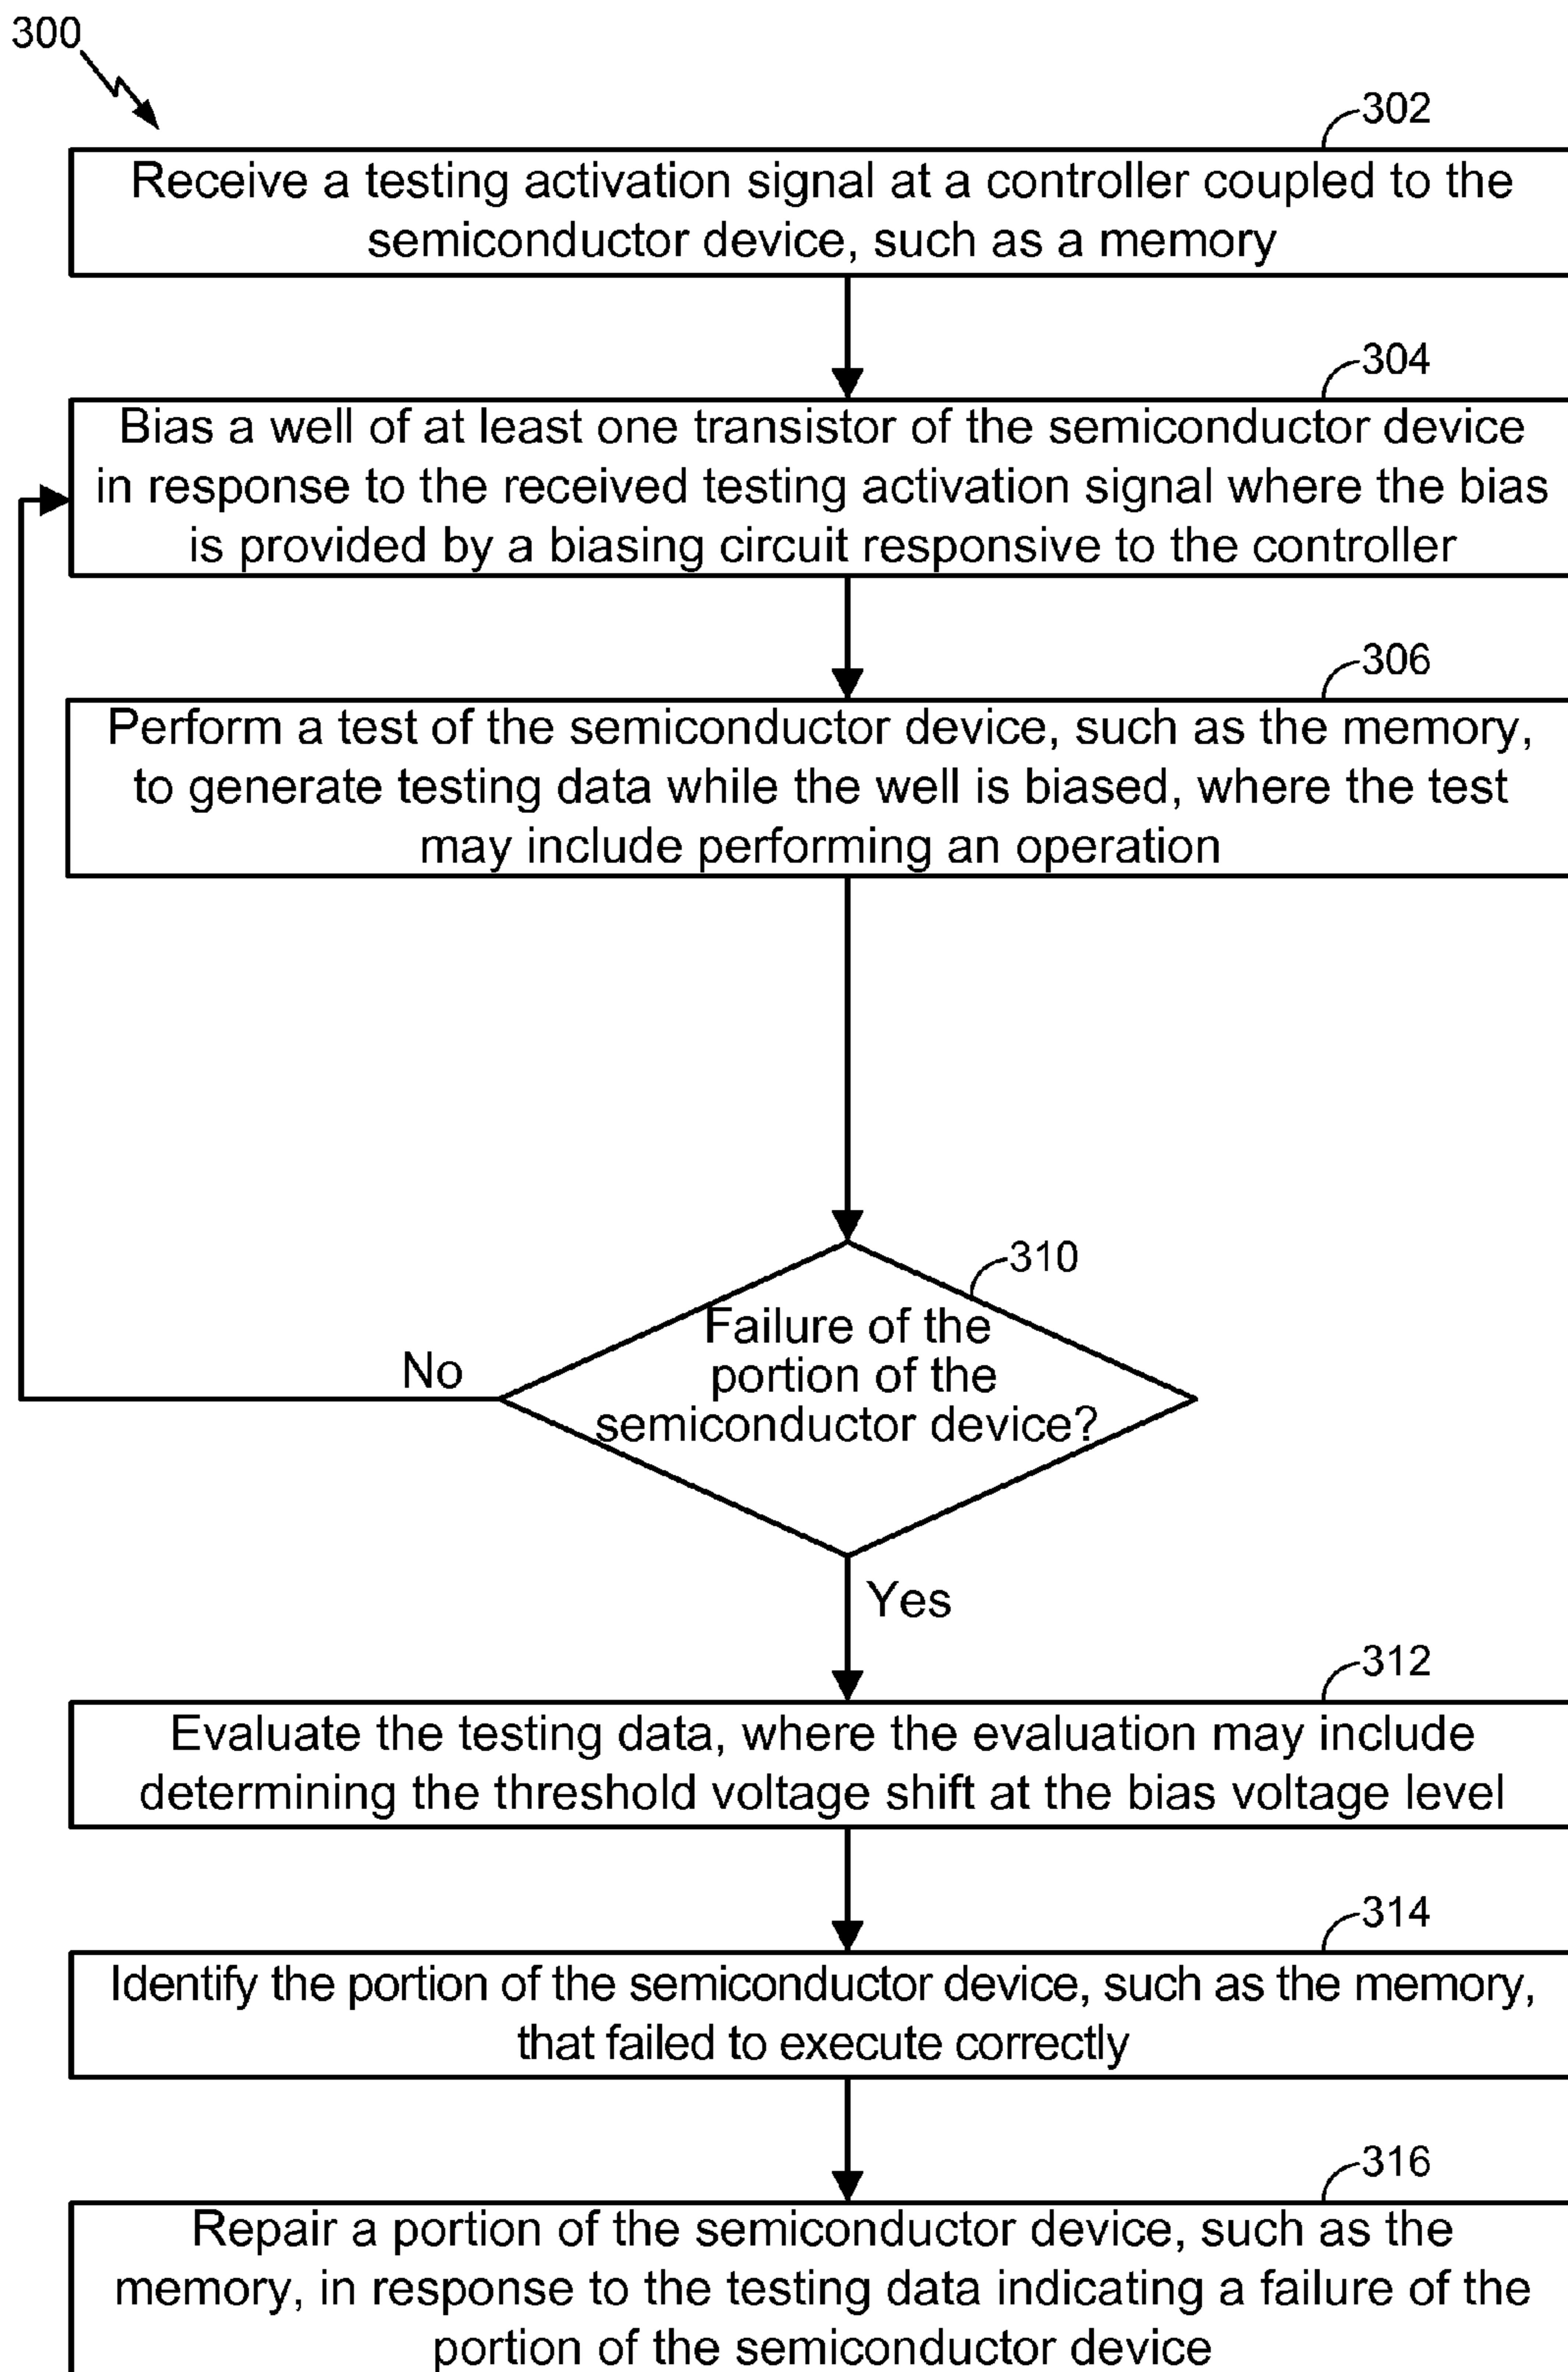 300
302
Receive a testing activation signal at a controller coupled to the
semiconductor device, such as a memory
304
Bias a well of at least one transistor of the semiconductor device
in response to the received testing activation signal where the bias
is provided by a biasing circuit responsive to the controller
306
Perform a test of the semiconductor device, such as the memory,
to generate testing data while the well is biased, where the test
may include performing an operation
310
Failure of the
portion of the
semiconductor device?
No
Yes
312
Evaluate the testing data, where the evaluation may include
determining the threshold voltage shift at the bias voltage level
314
Identify the portion of the semiconductor device, such as the memory,
that failed to execute correctly
316
Repair a portion of the semiconductor device, such as the
memory, in response to the testing data indicating a failure of the
portion of the semiconductor device